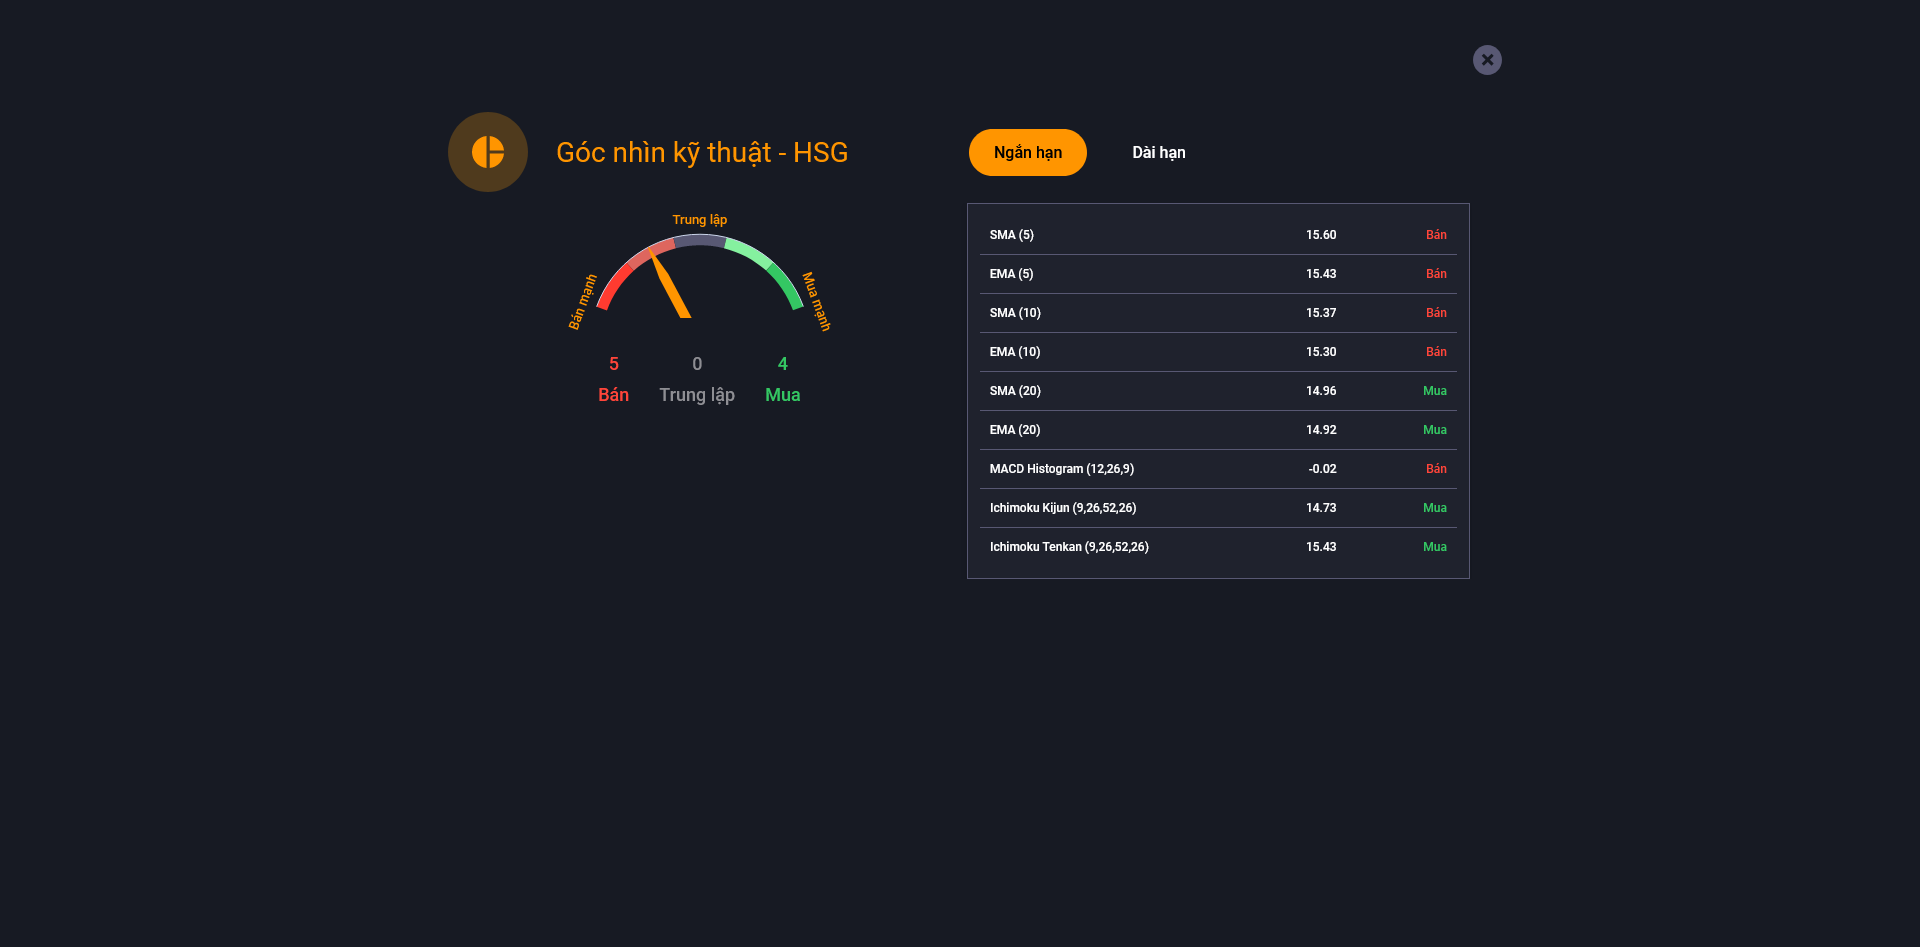 Góc nhìn kỹ thuật - HSG
Trung lập
Bán mạnh
Mua mạnh
5 0 4
Bán Trung lập Mua
Ngắn hạn Dài hạn
SMA (5) 15.60 Bán
EMA (5) 15.43 Bán
SMA (10) 15.37 Bán
EMA (10) 15.30 Bán
SMA (20) 14.96 Mua
EMA (20) 14.92 Mua
MACD Histogram (12,26,9) -0.02 Bán
Ichimoku Kijun (9,26,52,26) 14.73 Mua
Ichimoku Tenkan (9,26,52,26) 15.43 Mua